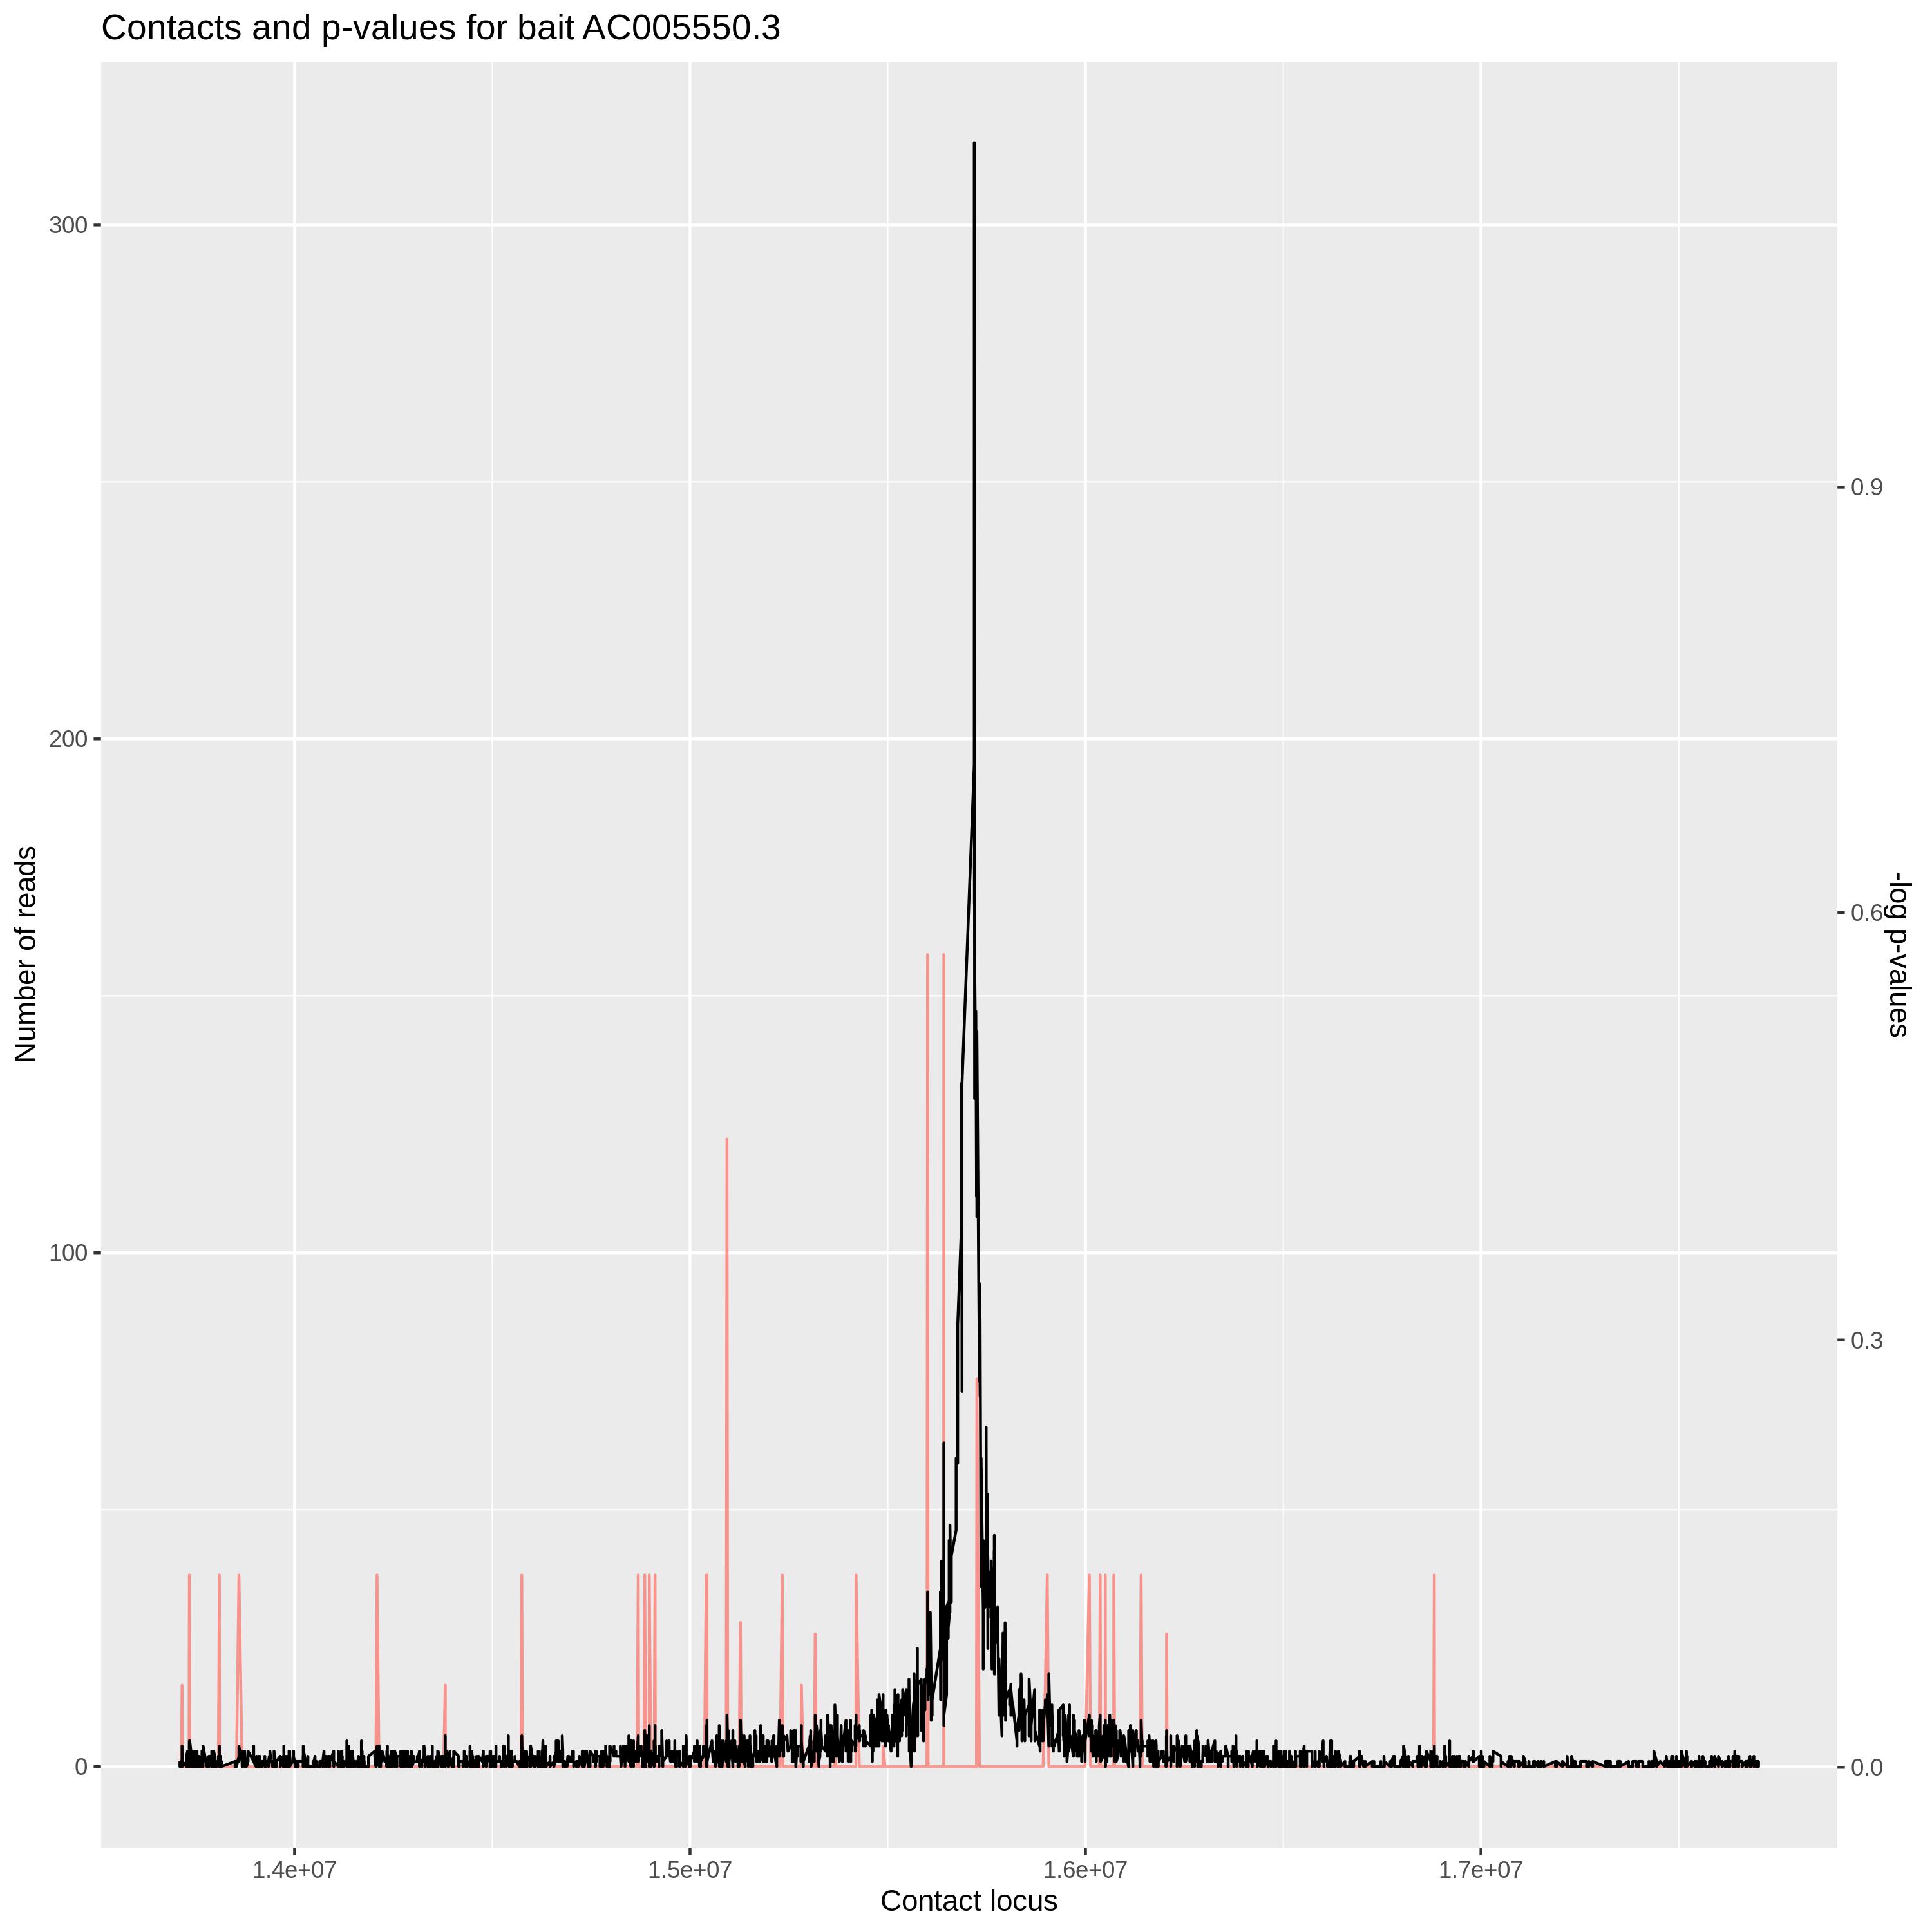 Contacts and p-values for bait AC005550.3
300
200
100
0
Number of reads
0.9
0.6
0.3
0.0
-log p-values
1.4e+07
1.5e+07
1.6e+07
1.7e+07
Contact locus